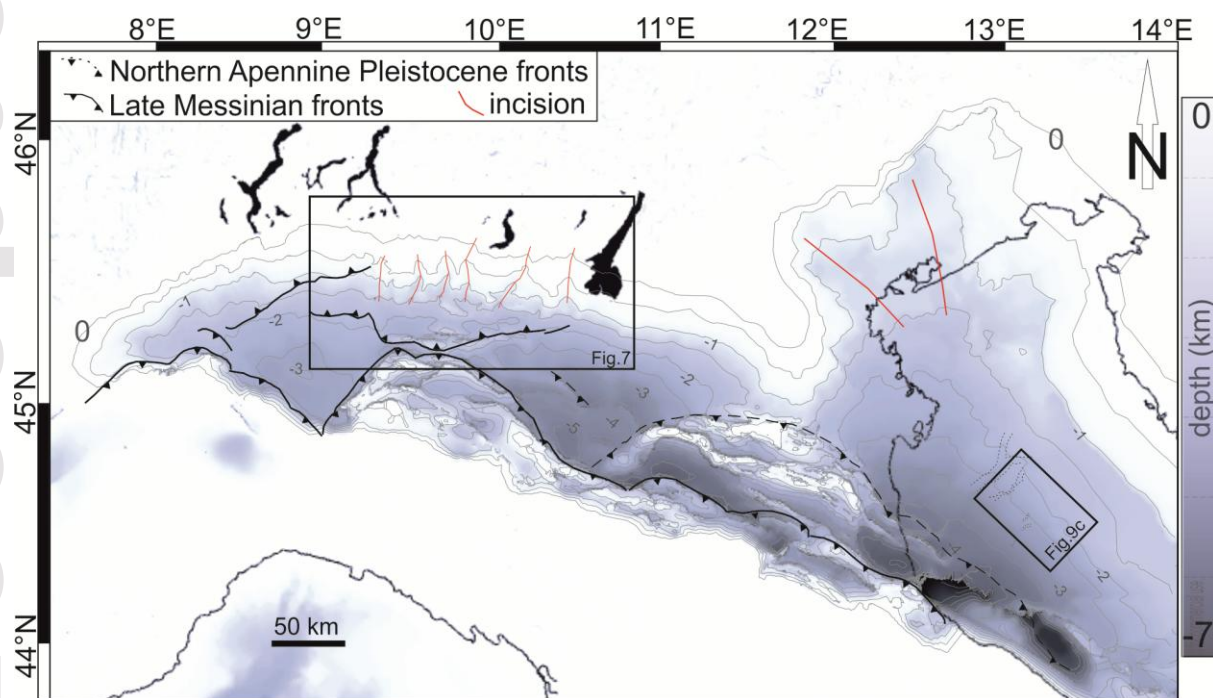 8°E 9°E 10°E 11°E 12°E 13°E 14°E
Northern Apennine Pleistocene fronts
Late Messinian fronts incision
46°N
45°N
44°N
N
0
0
0
-1
-2
-3
-1
-2
-3
-4
-5
Fig.7
-1
-2
-3
-4
Fig.9c
50 km
depth (km)
-7